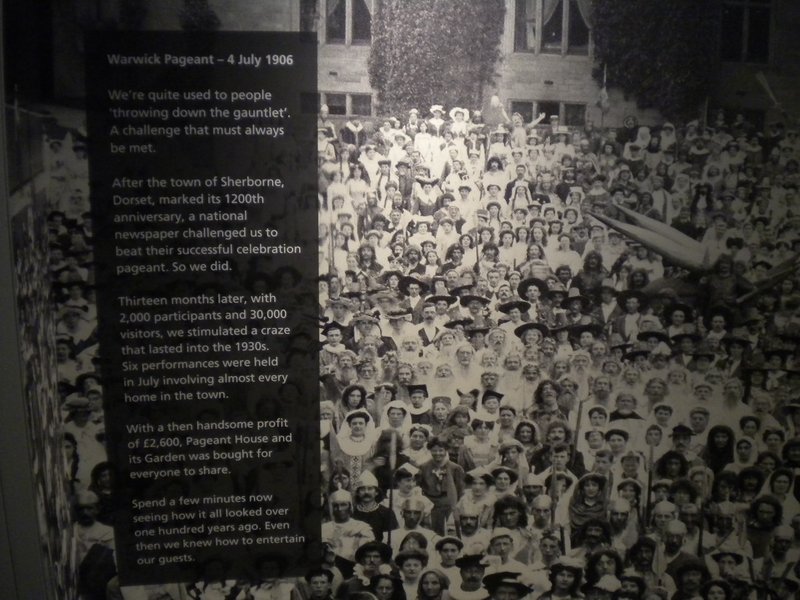 Warwick Pageant – 4 July 1906
We're quite used to people
'throwing down the gauntlet'.
A challenge that must always
be met.
After the town of Sherborne,
Dorset, marked its 1200th
anniversary, a national
newspaper challenged us to
beat their successful celebration
pageant. So we did.
Thirteen months later, with
2,000 participants and 30,000
visitors, we stimulated a craze
that lasted into the 1930s.
Six performances were held
in July involving almost every
home in the town.
With a then handsome profit
of £2,600, Pageant House and
its Garden was bought for
everyone to share.
Spend a few minutes now
seeing how it all looked over
one hundred years ago. Even
then we knew how to entertain
our guests.